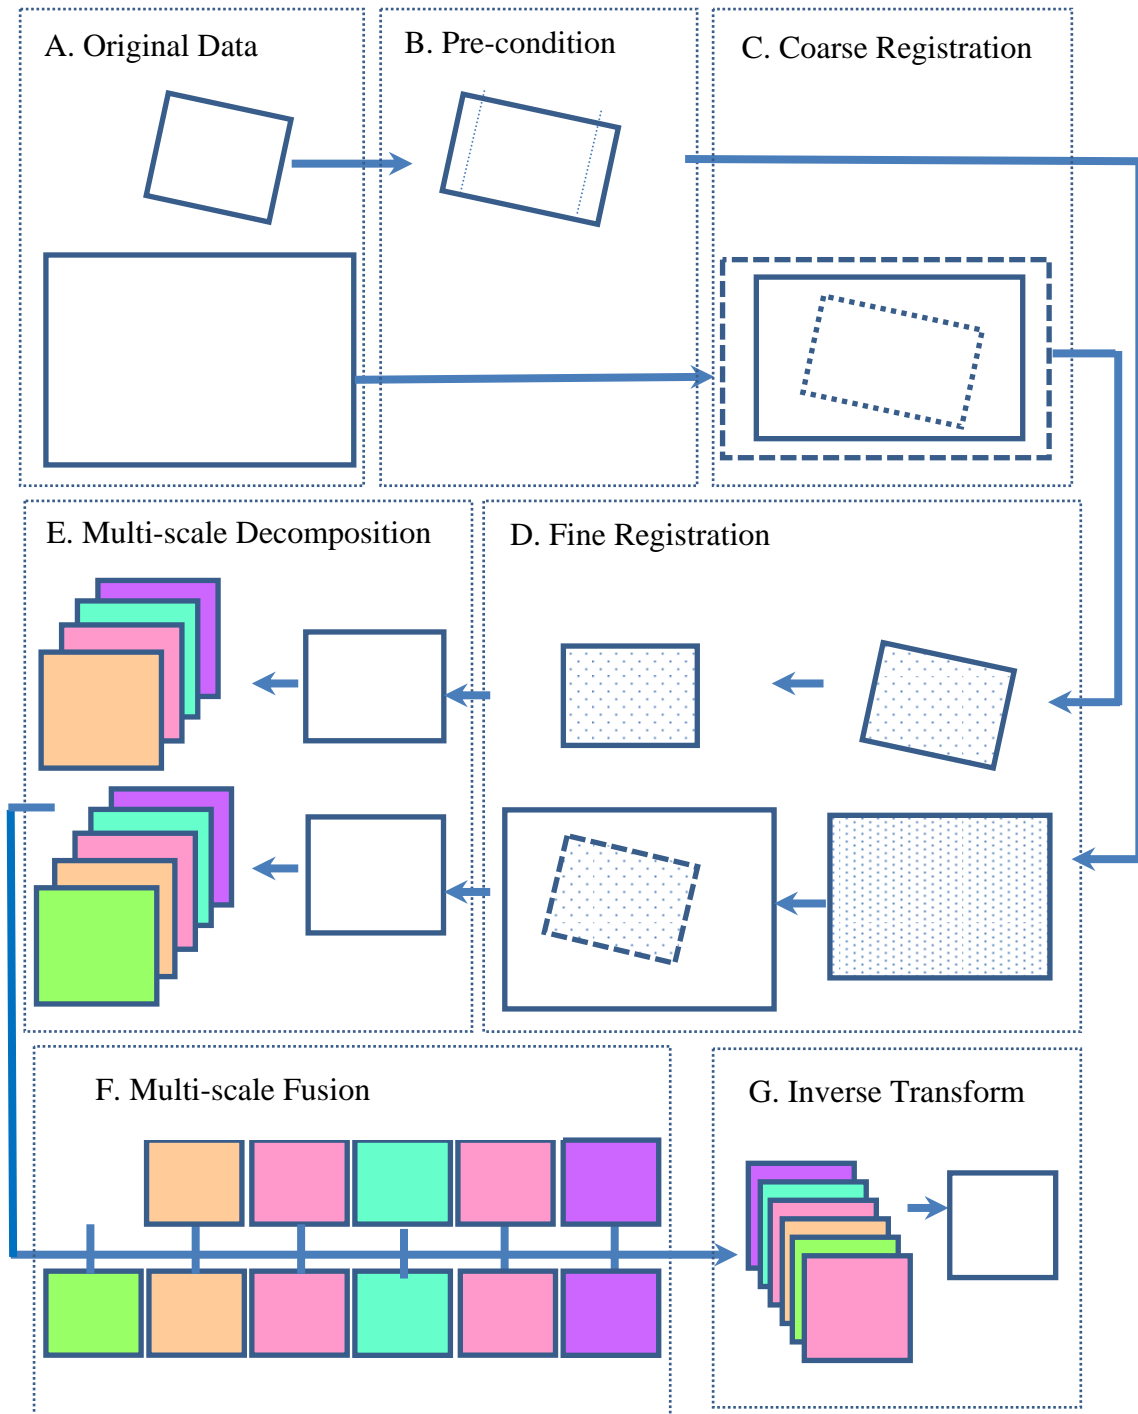 A. Original Data
B. Pre-condition
C. Coarse Registration
E. Multi-scale Decomposition
D. Fine Registration
F. Multi-scale Fusion
G. Inverse Transform